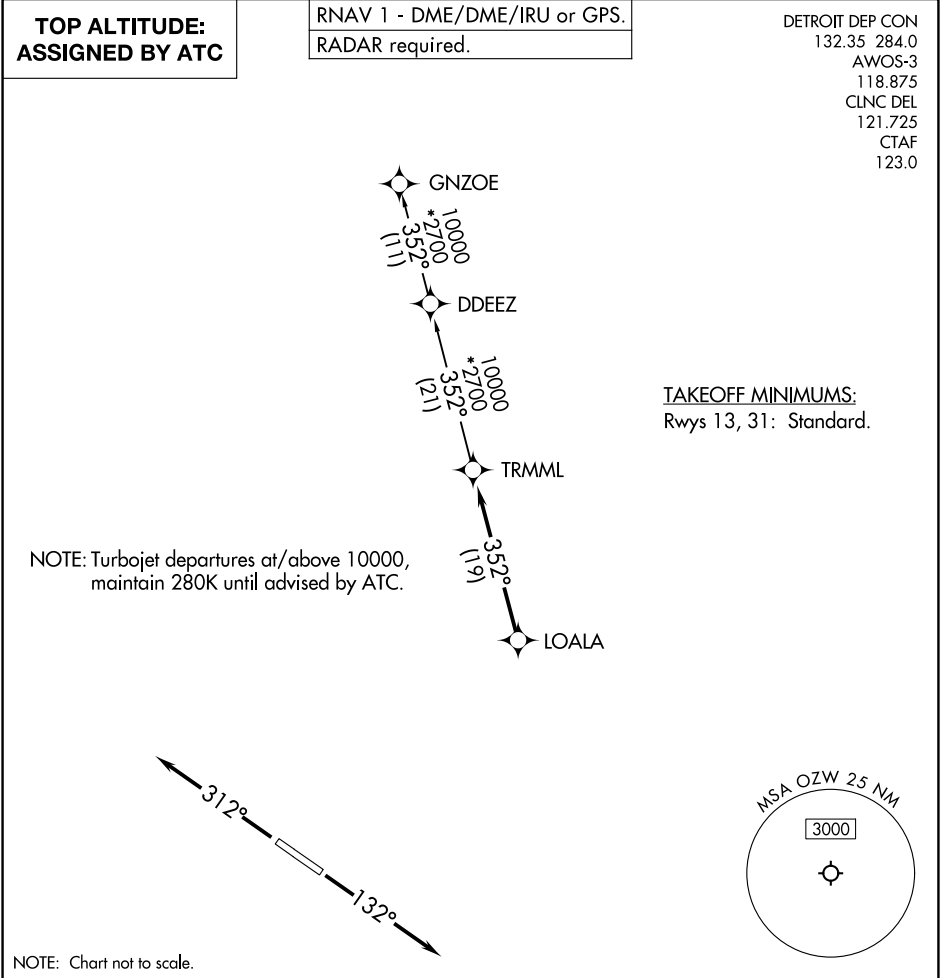 TOP ALTITUDE:
ASSIGNED BY ATC
RNAV 1 - DME/DME/IRU or GPS.
RADAR required.
DETROIT DEP CON
132.35 284.0
AWOS-3
118.875
CLNC DEL
121.725
CTAF
123.0
GNZOE
10000
*2700
352°
(11)
DDEEZ
10000
*2700
352°
(21)
TAKEOFF MINIMUMS:
Rwys 13, 31: Standard.
TRMML
352°
(19)
NOTE: Turbojet departures at/above 10000,
maintain 280K until advised by ATC.
LOALA
312°
132°
MSA OZW 25 NM
3000
NOTE: Chart not to scale.